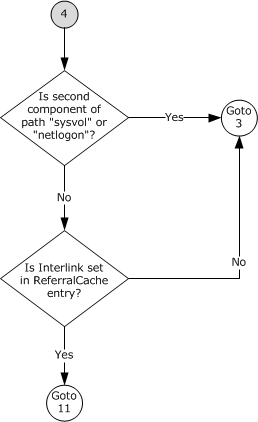 4
Is second
component of
path "sysvol" or
"netlogon"?
Yes
Goto
3
No
Is Interlink set
in ReferralCache
entry?
No
Yes
Goto
11